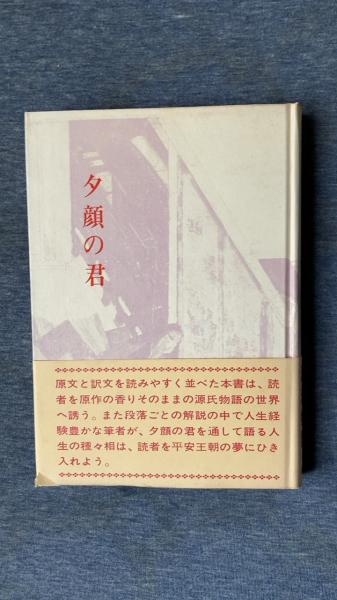 夕顔の君
原文と訳文を読みやすく並べた本書は、読
者を原作の香りそのままの源氏物語の世界
へ誘う。また段落ごとの解説の中で人生経
験豊かな筆者が、夕顔の君を通して語る人
生の種々相は、読者を平安王朝の夢にひき
入れよう。